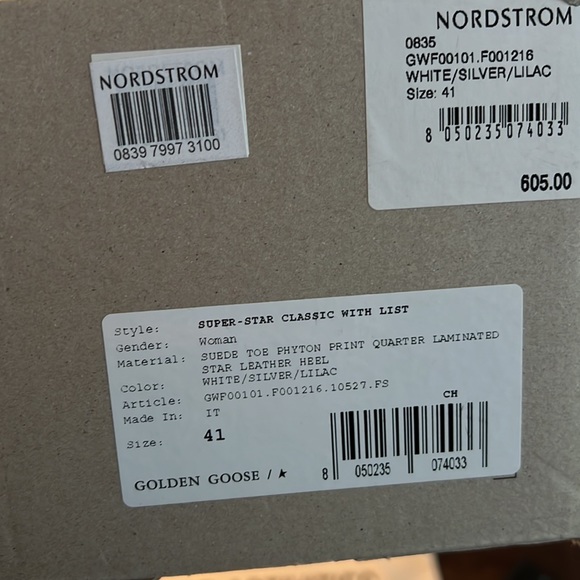 NORDSTROM
0839 7997 3100
NORDSTROM
0835
GWF00101.F001216
WHITE/SILVER/LILAC
Size: 41
8 050235 074033
605.00
Style: SUPER-STAR CLASSIC WITH LIST
Gender: Woman
Material: SUEDE TOE PHYTON PRINT QUARTER LAMINATED
STAR LEATHER HEEL
Color: WHITE/SILVER/LILAC
Article: GWF00101.F001216.10527.FS
Made In: IT
Size: 41
CH
8 050235 074033
GOLDEN GOOSE / ★